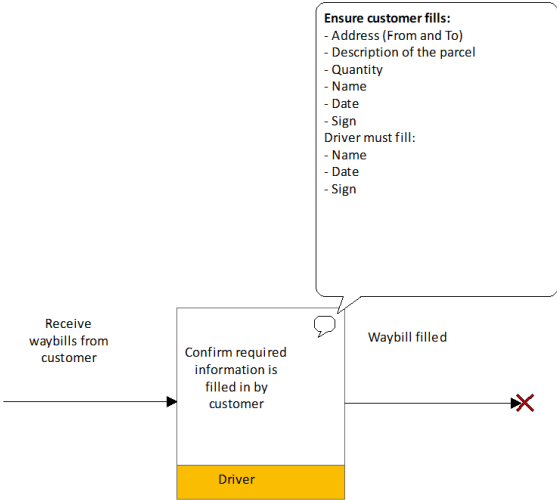 Ensure customer fills:
- Address (From and To)
- Description of the parcel
- Quantity
- Name
- Date
- Sign
Driver must fill:
- Name
- Date
- Sign
Receive
waybills from
customer
Confirm required
information is
filled in by
customer
Waybill filled
Driver